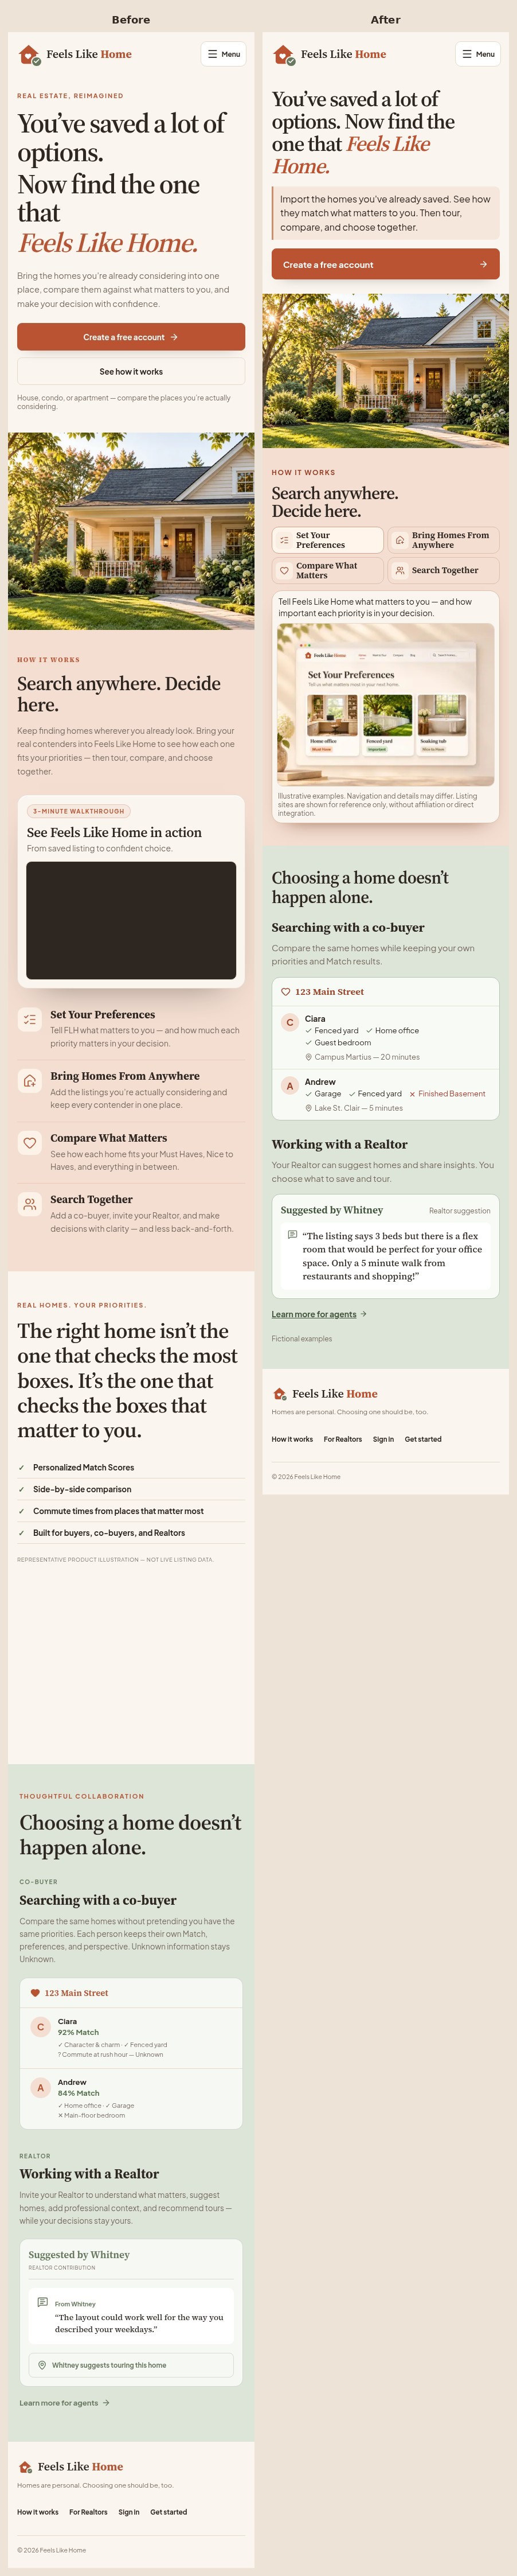 Before
Feels Like Home
Menu
REAL ESTATE, REIMAGINED
You’ve saved a lot of
options.
Now find the one
that
Feels Like Home.
Bring the homes you’re already considering into one
place, compare them against what matters to you, and
make your decision with confidence.
Create a free account
See how it works
House, condo, or apartment — compare the places you’re actually
considering.
HOW IT WORKS
Search anywhere. Decide
here.
Keep finding homes wherever you already look. Bring your
real contenders into Feels Like Home to see how each one
fits your priorities — then tour, compare, and choose
together.
3-MINUTE WALKTHROUGH
See Feels Like Home in action
From saved listing to confident choice.
Set Your Preferences
Tell FLH what matters to you — and how much each
priority matters in your decision.
Bring Homes From Anywhere
Add the listings you’re actually considering and
keep every contender in one place.
Compare What Matters
See how each home fits your Must Haves, Nice to
Haves, and everything in between.
Search Together
Add a co-buyer, invite your Realtor, and make
decisions with clarity — and less back-and-forth.
REAL HOMES. YOUR PRIORITIES.
The right home isn’t the
one that checks the most
boxes. It’s the one that
checks the boxes that
matter to you.
✓ Personalized Match Scores
✓ Side-by-side comparison
✓ Commute times from places that matter most
✓ Built for buyers, co-buyers, and Realtors
REPRESENTATIVE PRODUCT ILLUSTRATION — NOT LIVE LISTING DATA.
THOUGHTFUL COLLABORATION
Choosing a home doesn’t
happen alone.
CO-BUYER
Searching with a co-buyer
Compare the same homes without pretending you have the
same priorities. Each person keeps their own Match,
preferences, and perspective. Unknown information stays
Unknown.
123 Main Street
C
Ciara
92% Match
✓ Character & charm · ✓ Fenced yard
? Commute at rush hour — Unknown
A
Andrew
84% Match
✓ Home office · ✓ Garage
✕ Main-floor bedroom
REALTOR
Working with a Realtor
Invite your Realtor to understand what matters, suggest
homes, add professional context, and recommend tours —
while your decisions stay yours.
Suggested by Whitney
REALTOR CONTRIBUTION
From Whitney
“The layout could work well for the way you
described your weekdays.”
Whitney suggests touring this home
Learn more for agents
Feels Like Home
Homes are personal. Choosing one should be, too.
How it works For Realtors Sign in Get started
© 2026 Feels Like Home
After
Feels Like Home
Menu
You’ve saved a lot of
options. Now find the
one that Feels Like
Home.
Import the homes you’ve already saved. See how
they match what matters to you. Then tour,
compare, and choose together.
Create a free account
HOW IT WORKS
Search anywhere.
Decide here.
Set Your
Preferences
Bring Homes From
Anywhere
Compare What
Matters
Search Together
Tell Feels Like Home what matters to you — and how
important each priority is in your decision.
Feels Like Home
Set Your Preferences
Tell us what matters most in your next home.
Home office
Fenced yard
Soaking tub
Must have
Important
Nice to have
Illustrative examples. Navigation and details may differ. Listing
sites are shown for reference only, without affiliation or direct
integration.
Choosing a home doesn’t
happen alone.
Searching with a co-buyer
Compare the same homes while keeping your own
priorities and Match results.
123 Main Street
C
Ciara
✓ Fenced yard ✓ Home office
✓ Guest bedroom
Campus Martius — 20 minutes
A
Andrew
✓ Garage ✓ Fenced yard ✕ Finished Basement
Lake St. Clair — 5 minutes
Working with a Realtor
Your Realtor can suggest homes and share insights. You
choose what to save and tour.
Suggested by Whitney
Realtor suggestion
“The listing says 3 beds but there is a flex
room that would be perfect for your office
space. Only a 5 minute walk from
restaurants and shopping!”
Learn more for agents
Fictional examples
Feels Like Home
Homes are personal. Choosing one should be, too.
How it works For Realtors Sign in Get started
© 2026 Feels Like Home